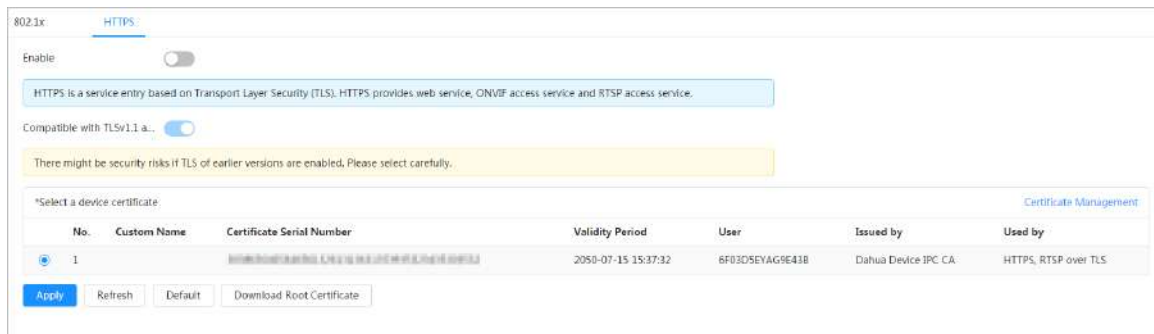 802.1x HTTPS
Enable
HTTPS is a service entry based on Transport Layer Security (TLS). HTTPS provides web service, ONVIF access service and RTSP access service.
Compatible with TLSv1.1 a...
There might be security risks if TLS of earlier versions are enabled, Please select carefully.
*Select a device certificate Certificate Management
No. Custom Name Certificate Serial Number Validity Period User Issued by Used by
1 2050-07-15 15:37:32 6F03D5EYAG9E438 Dahua Device IPC CA HTTPS, RTSP over TLS
Apply Refresh Default Download Root Certificate